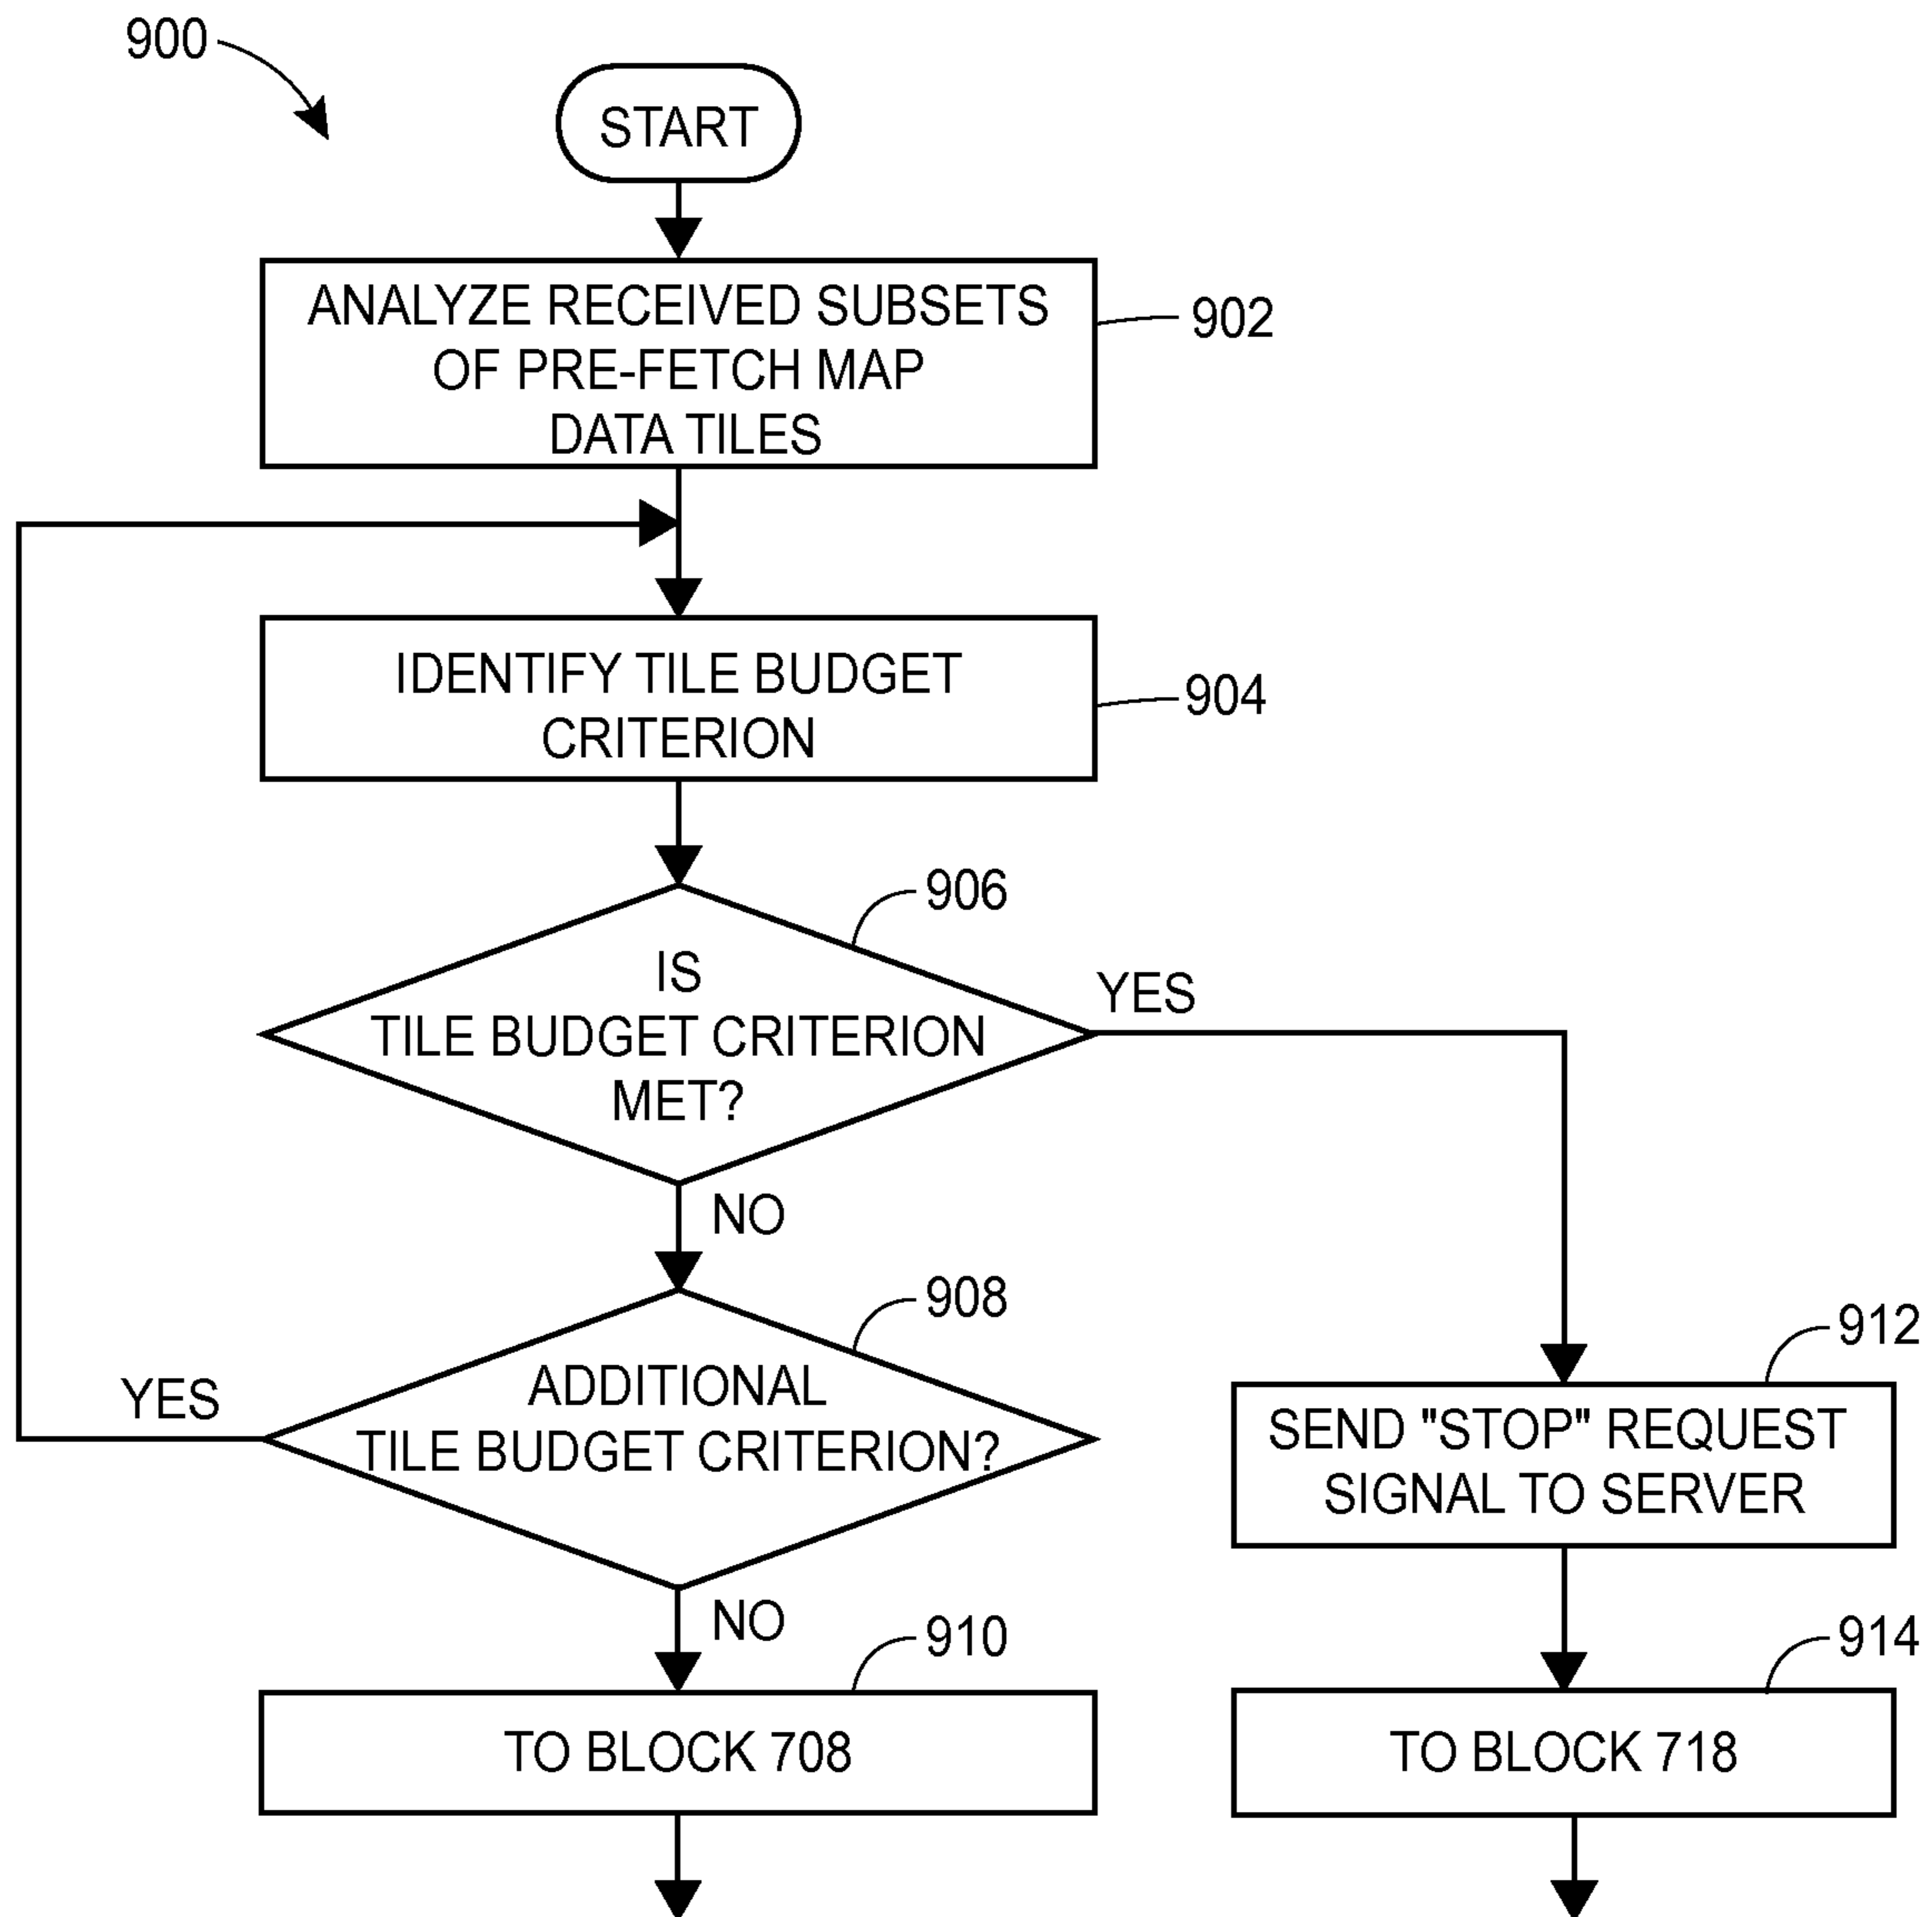 900
START
ANALYZE RECEIVED SUBSETS
OF PRE-FETCH MAP
DATA TILES
902
IDENTIFY TILE BUDGET
CRITERION
904
906
IS
TILE BUDGET CRITERION
MET?
YES
NO
908
ADDITIONAL
TILE BUDGET CRITERION?
YES
NO
912
SEND "STOP" REQUEST
SIGNAL TO SERVER
910
TO BLOCK 708
914
TO BLOCK 718